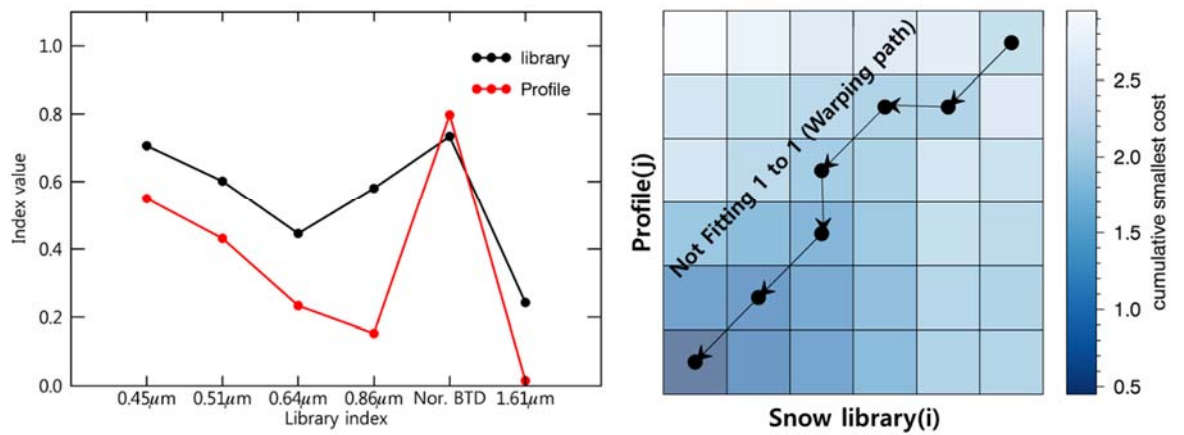 1.0
0.8
0.6
0.4
0.2
0.0
Index value
library
Profile
0.45μm 0.51μm 0.64μm 0.86μm Nor. BTD 1.61μm
Library index
Profile(j)
Not Fitting 1 to 1 (Warping path)
Snow library(i)
2.5
2.0
1.5
1.0
0.5
cumulative smallest cost